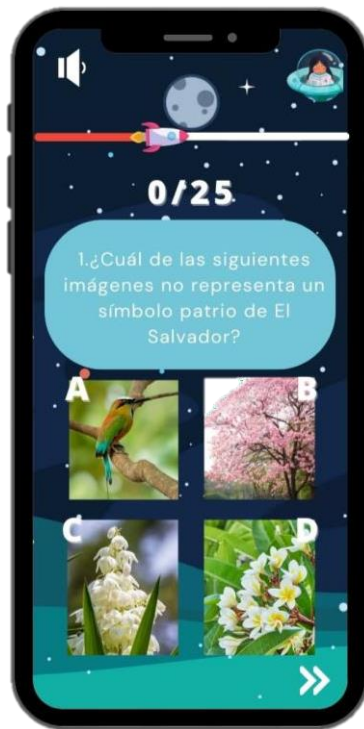 0/25
1.¿Cuál de las siguientes
imágenes no representa un
símbolo patrio de El
Salvador?
A
B
C
D